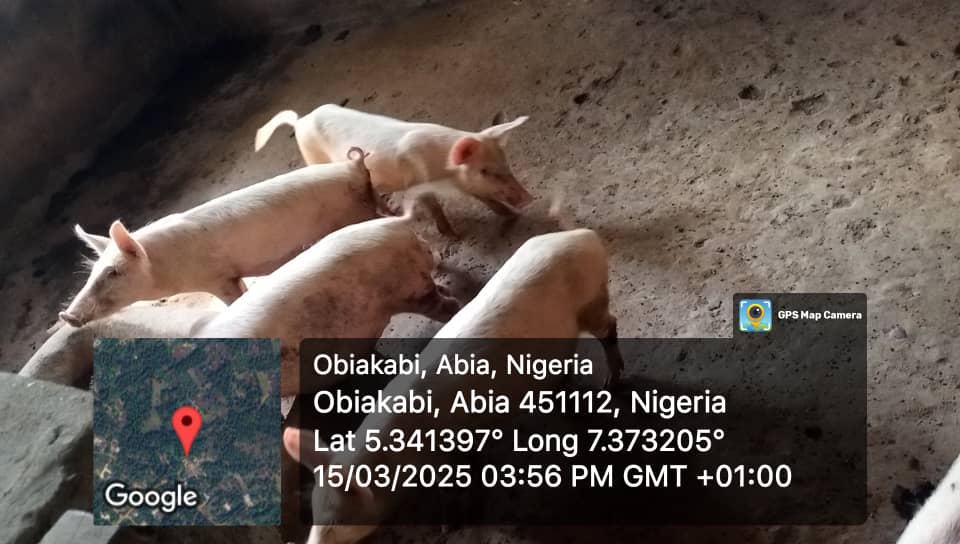 GPS Map Camera
Obiakabi, Abia, Nigeria
Obiakabi, Abia 451112, Nigeria
Lat 5.341397° Long 7.373205°
15/03/2025 03:56 PM GMT +01:00
Google